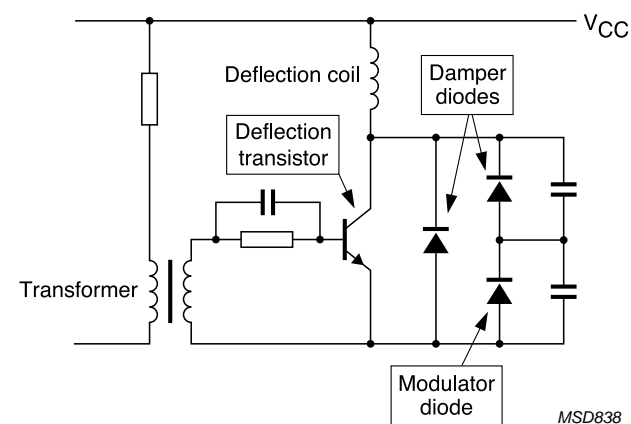 VCC
Deflection coil
Damper
diodes
Deflection
transistor
Transformer
Modulator
diode
MSD838